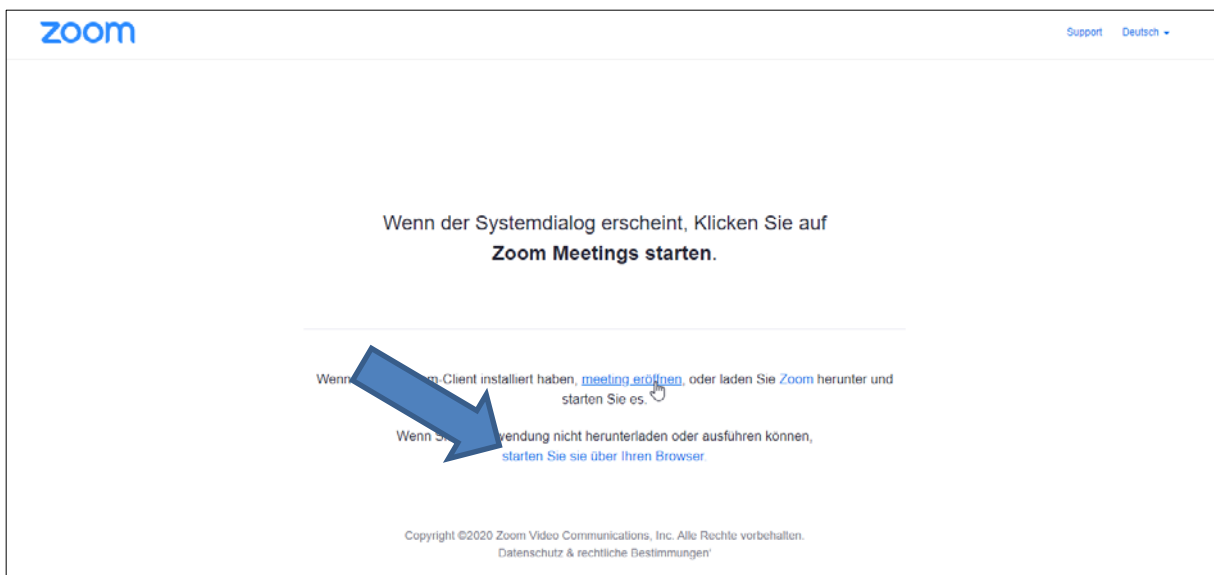 zoom
Support Deutsch
Wenn der Systemdialog erscheint, Klicken Sie auf
Zoom Meetings starten.
Wenn -Client installiert haben, meeting eröffnen, oder laden Sie Zoom herunter und
starten Sie es.
Wenn nicht herunterladen oder ausführen können,
starten Sie sie über Ihren Browser.
Copyright ©2020 Zoom Video Communications, Inc. Alle Rechte vorbehalten.
Datenschutz & rechtliche Bestimmungen'